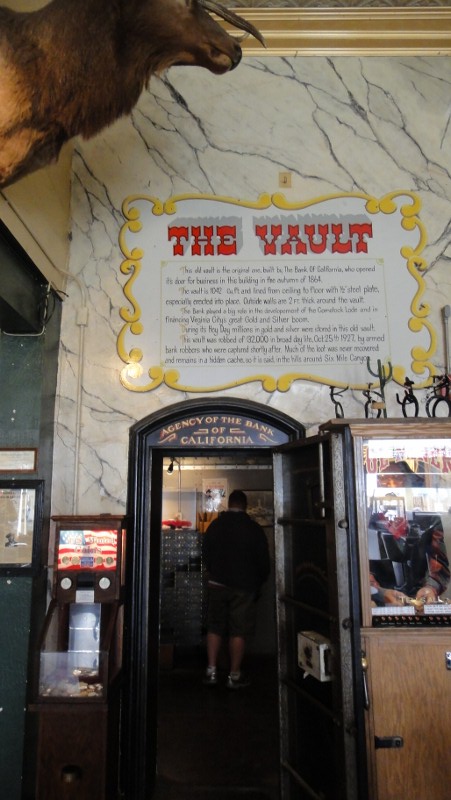 THE VAULT
This old vault is the original one, built by The Bank Of California, who opened
its door for business in this building in the autumn of 1864.
The vault is 10'x12' 11x ft. and lined from ceiling to floor with ½" steel plate,
especially erected into place. Outside walls are 2 FT. thick around the vault.
The Bank played a big role in the development of the Comstock Lode and in
financing Virginia City's great Gold and Silver boom.
During its Hay Day millions in gold and silver were stored in this old vault.
This vault was robbed of $32,000 in broad day life, Oct. 25th 1927, by armed
bank robbers who were captured shortly after. Much of the loot was never recovered
and remains in a hidden cache, so it is said, in the hills around Six Mile Canyon.
AGENCY OF THE BANK
OF
CALIFORNIA